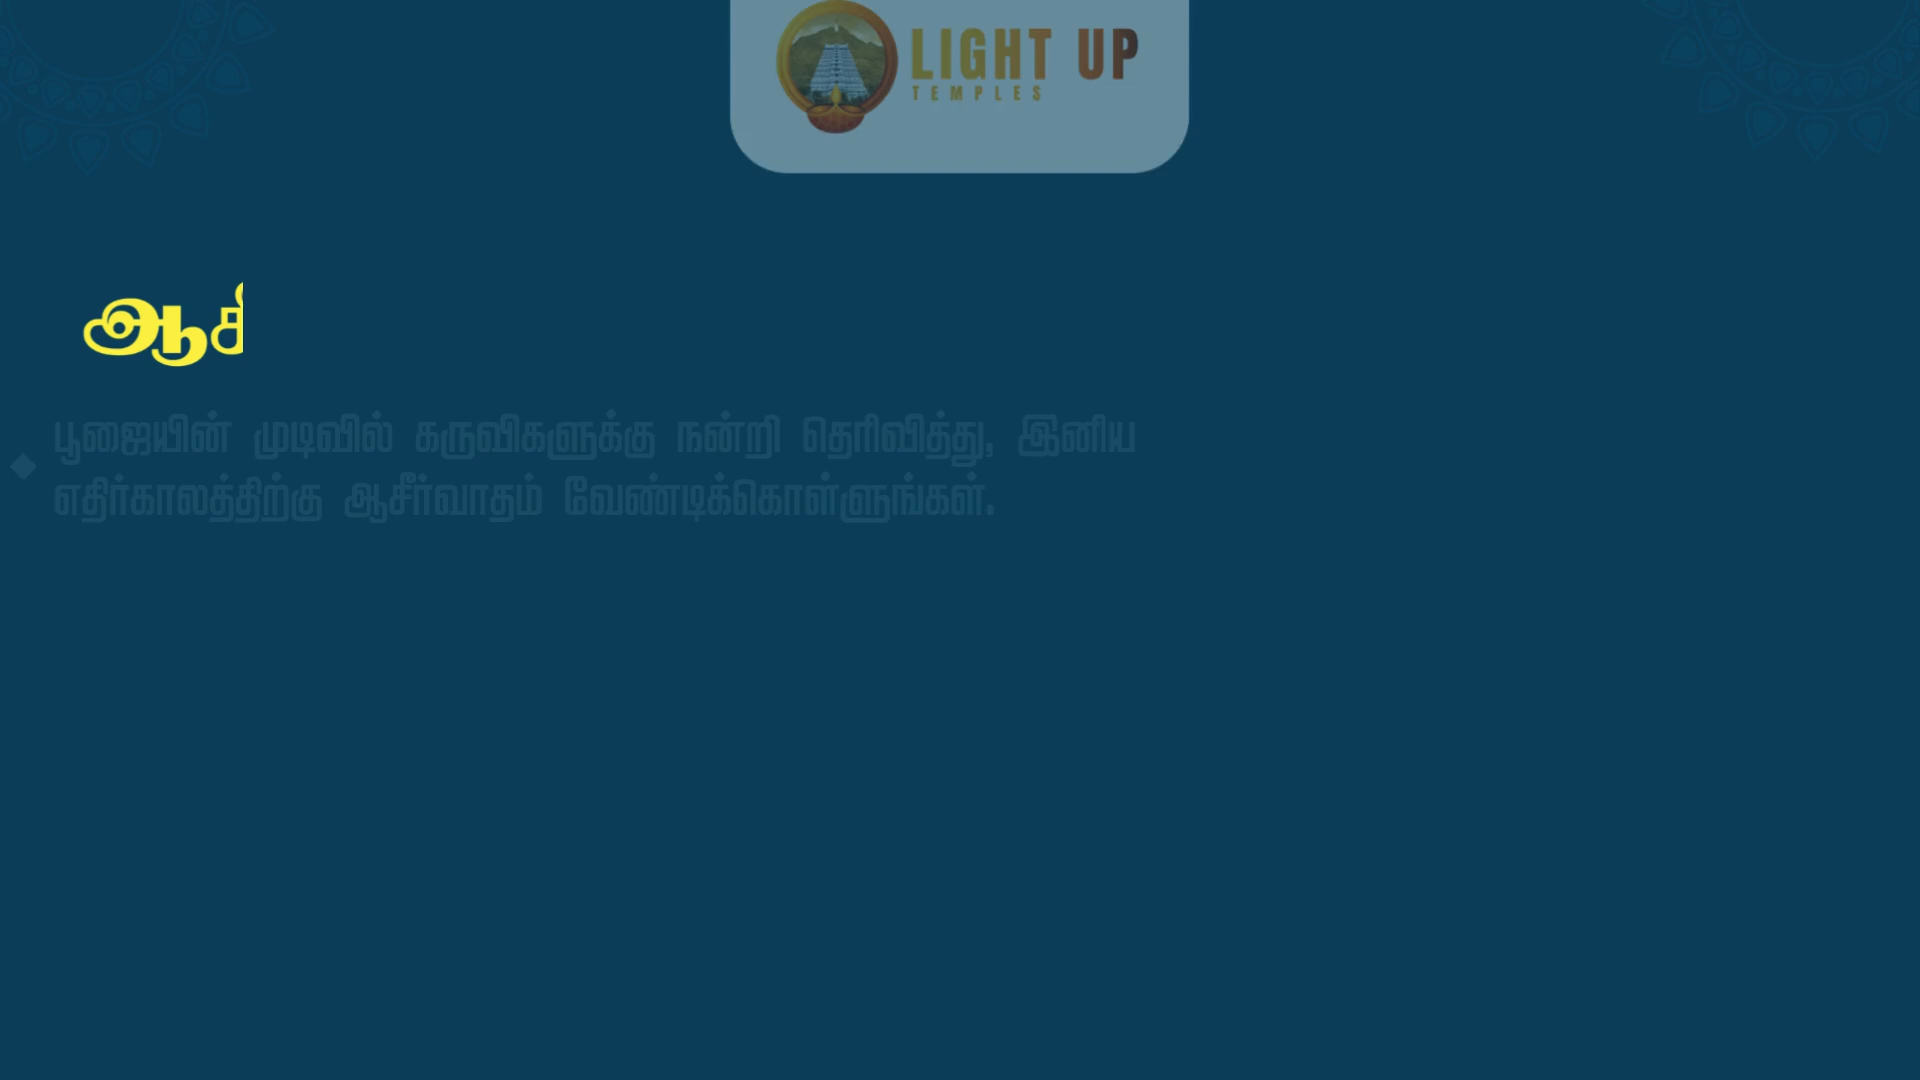 LIGHT UP
TEMPLES
பூஜையின் முடிவில் கருவிகளுக்கு நன்றி தெரிவித்து, இனிய
எதிர்காலத்திற்கு ஆசீர்வாதம் வேண்டிக்கொள்ளுங்கள்.